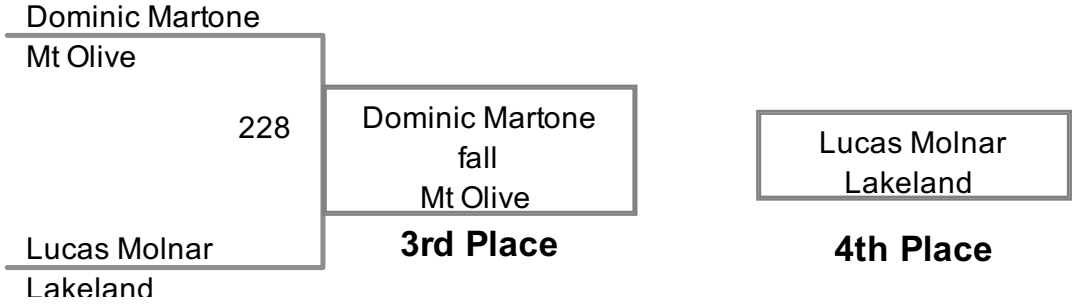 Dominic Martone
Mt Olive
228
Dominic Martone
fall
Mt Olive
3rd Place
Lucas Molnar
Lakeland
Lucas Molnar
Lakeland
4th Place